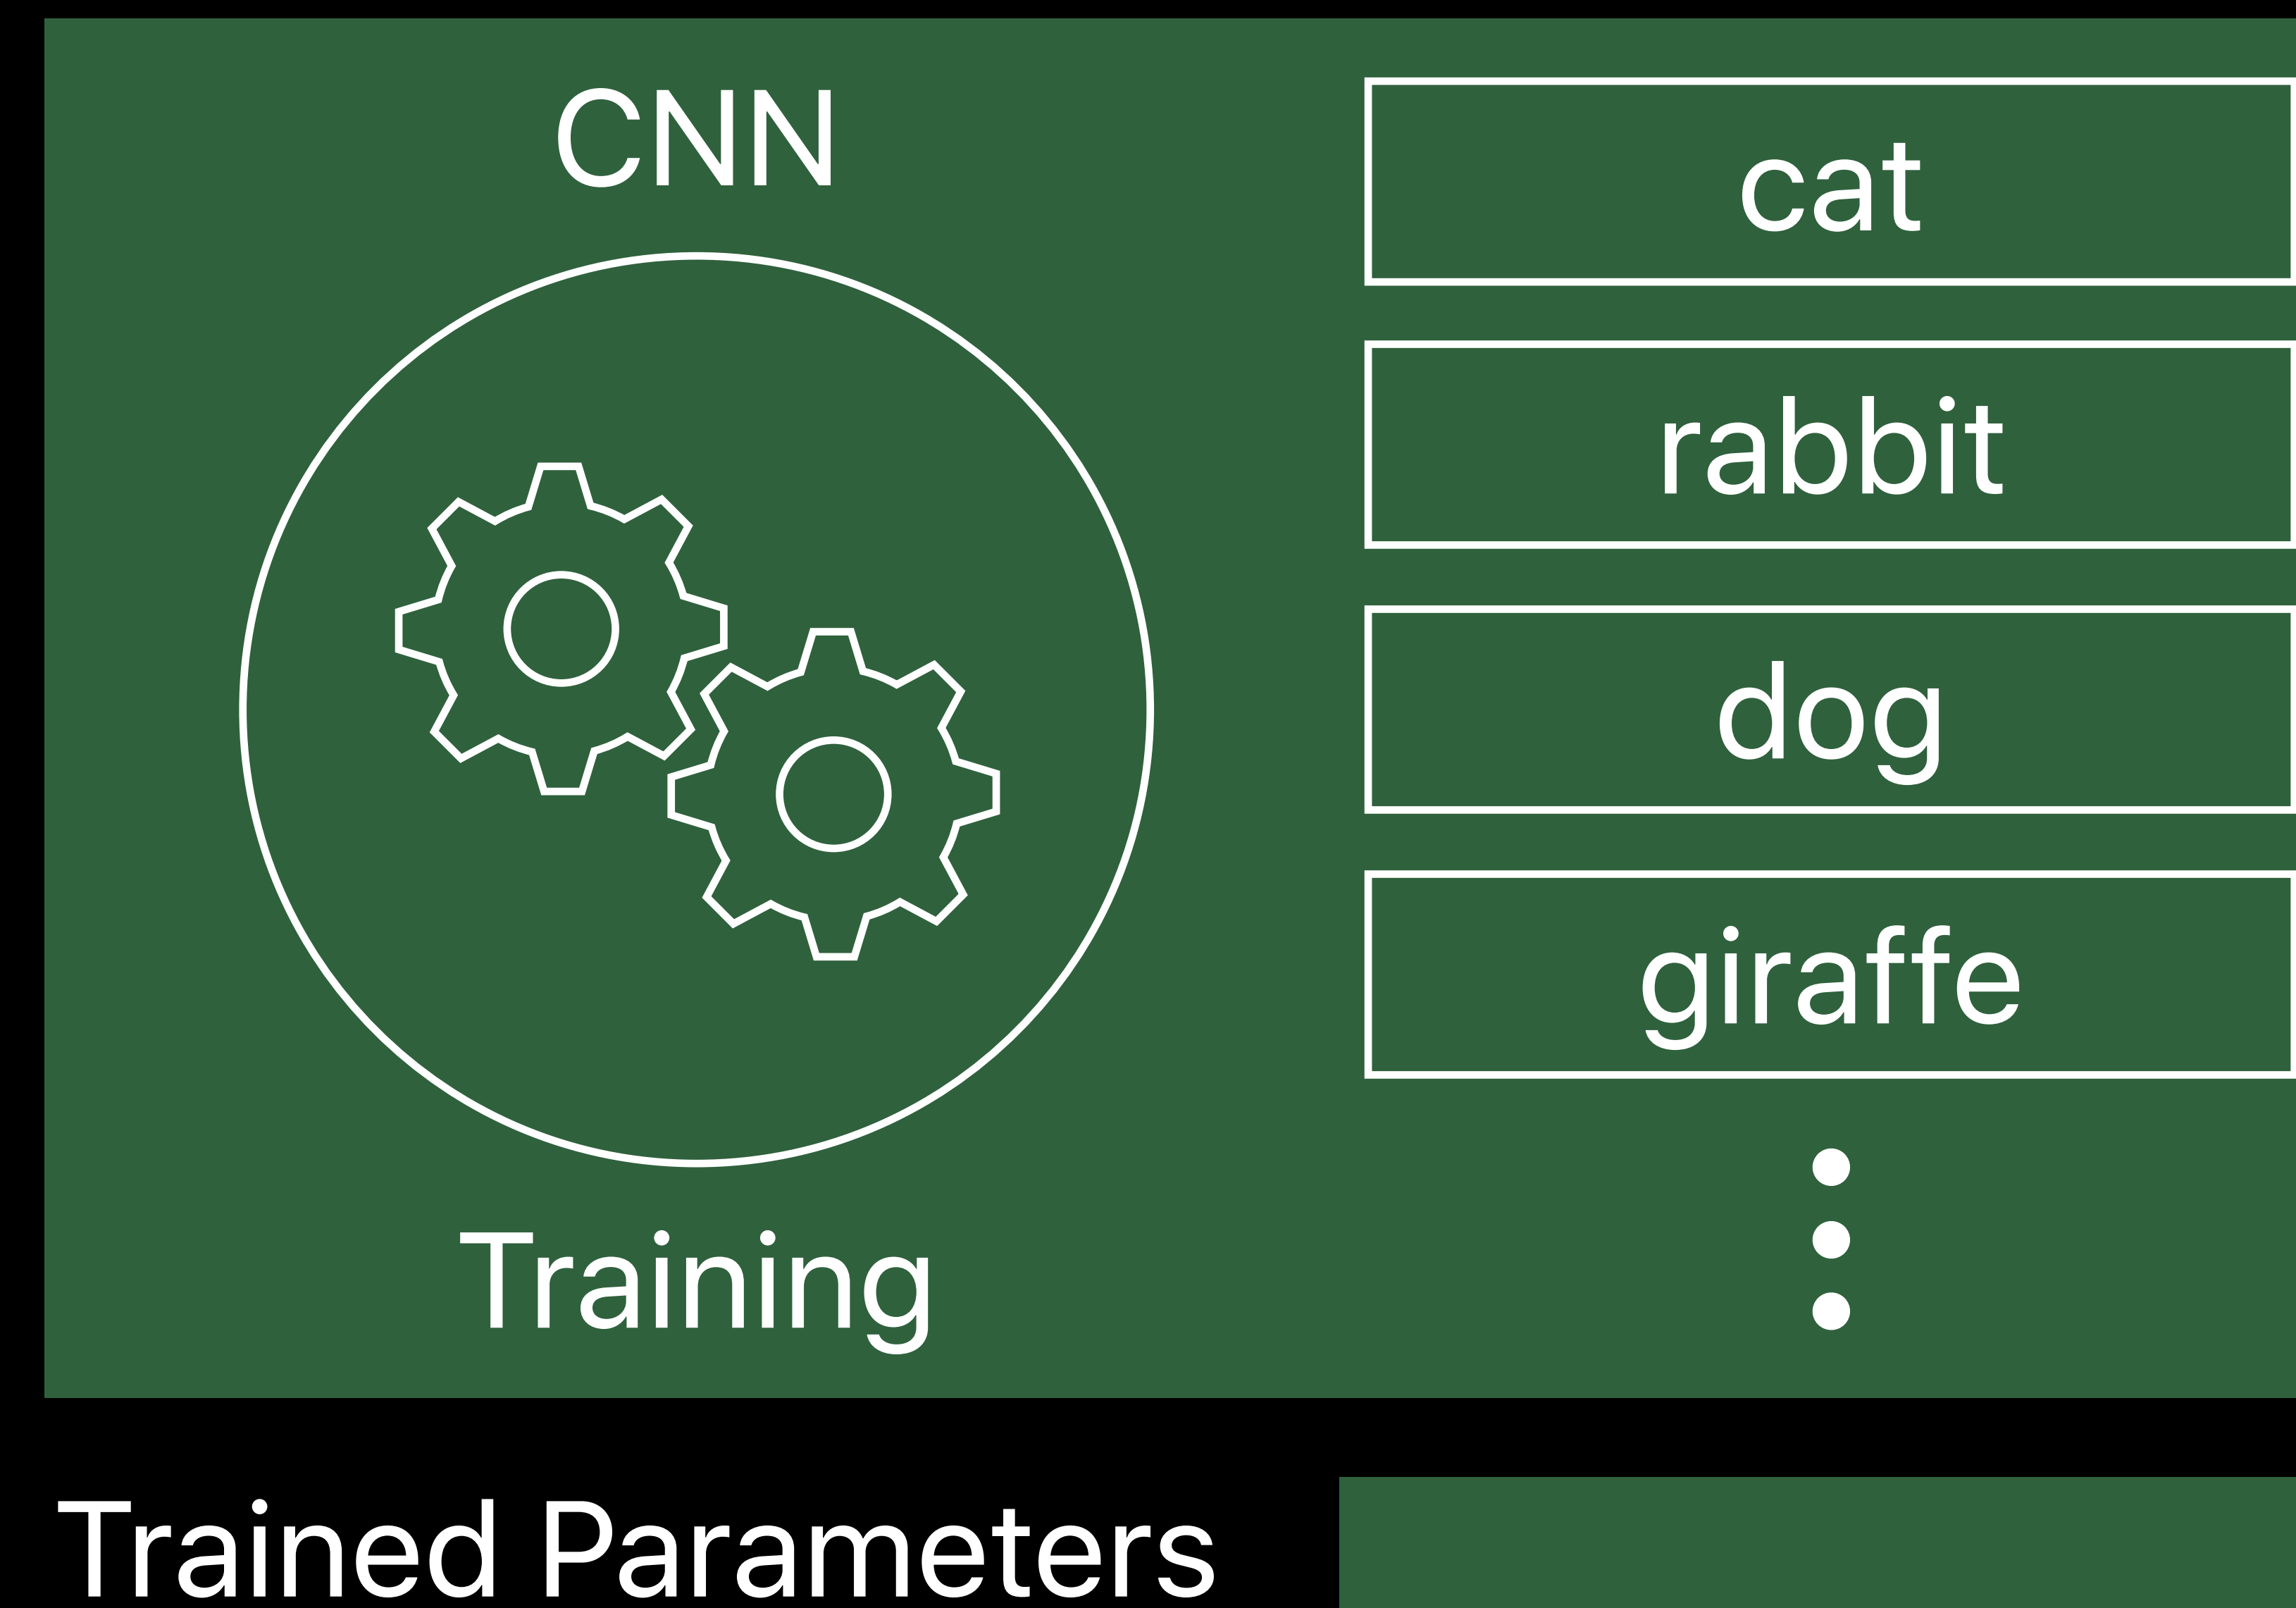 CNN
cat
rabbit
dog
giraffe
Training
Trained Parameters